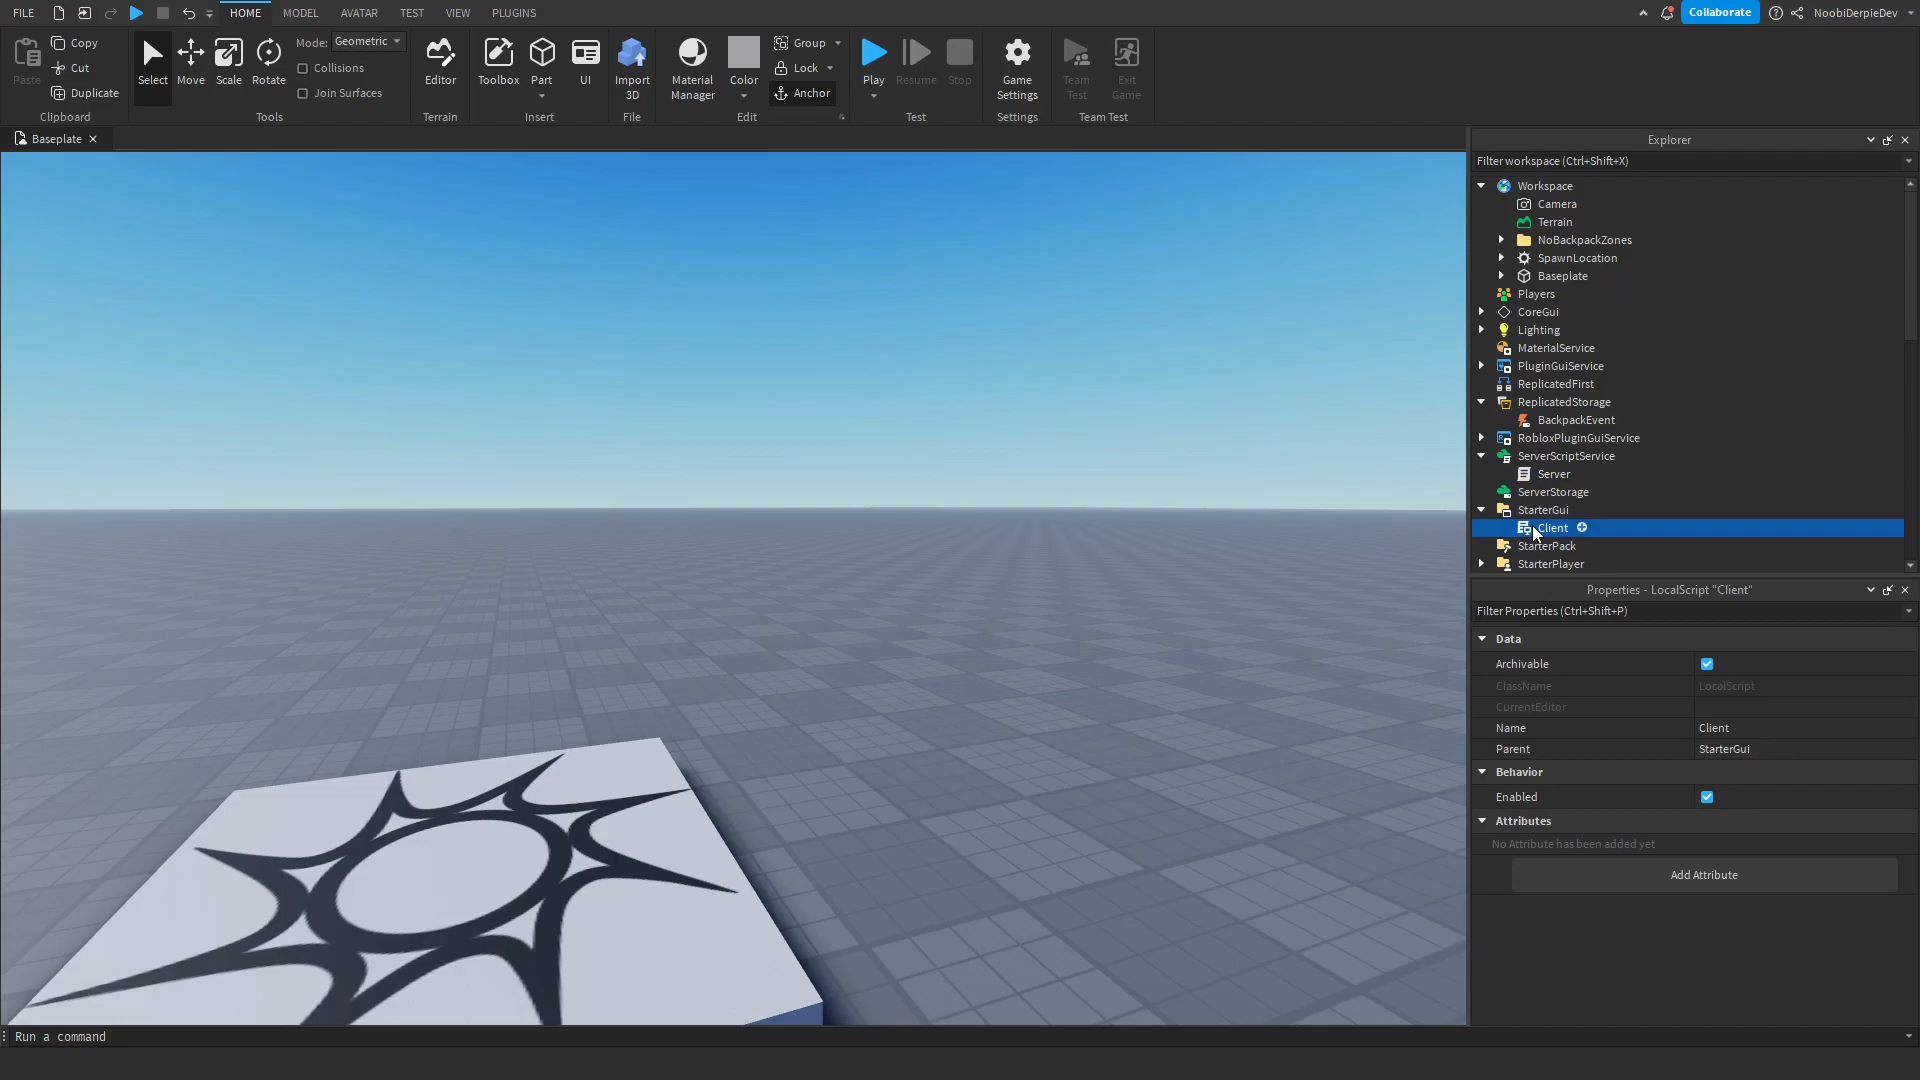 FILE HOME MODEL AVATAR TEST VIEW PLUGINS Collaborate NoobiDerpieDev
Paste Copy Cut Duplicate Clipboard
Select Move Scale Rotate Mode: Geometric Collisions Join Surfaces Tools
Editor Terrain
Toolbox Part UI Insert
Import 3D File
Material Manager Color Group Lock Anchor Edit
Play Resume Stop Test
Game Settings Settings
Team Test Exit Game Team Test
Baseplate
Explorer
Filter workspace (Ctrl+Shift+X)
Workspace
Camera
Terrain
NoBackpackZones
SpawnLocation
Baseplate
Players
CoreGui
Lighting
MaterialService
PluginGuiService
ReplicatedFirst
ReplicatedStorage
BackpackEvent
RobloxPluginGuiService
ServerScriptService
Server
ServerStorage
StarterGui
Client
StarterPack
StarterPlayer
Properties - LocalScript "Client"
Filter Properties (Ctrl+Shift+P)
Data
Archivable
ClassName LocalScript
CurrentEditor
Name Client
Parent StarterGui
Behavior
Enabled
Attributes
No Attribute has been added yet
Add Attribute
Run a command